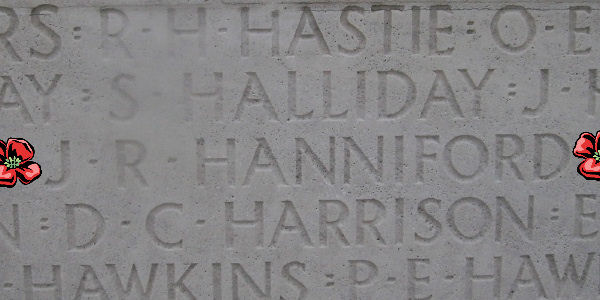 RS : R · H · HASTIE : O · E
AY : S · HALLIDAY : J · H
J · R · HANNIFORD
N : D · C · HARRISON : E
· HAWKINS : P · E · HAW